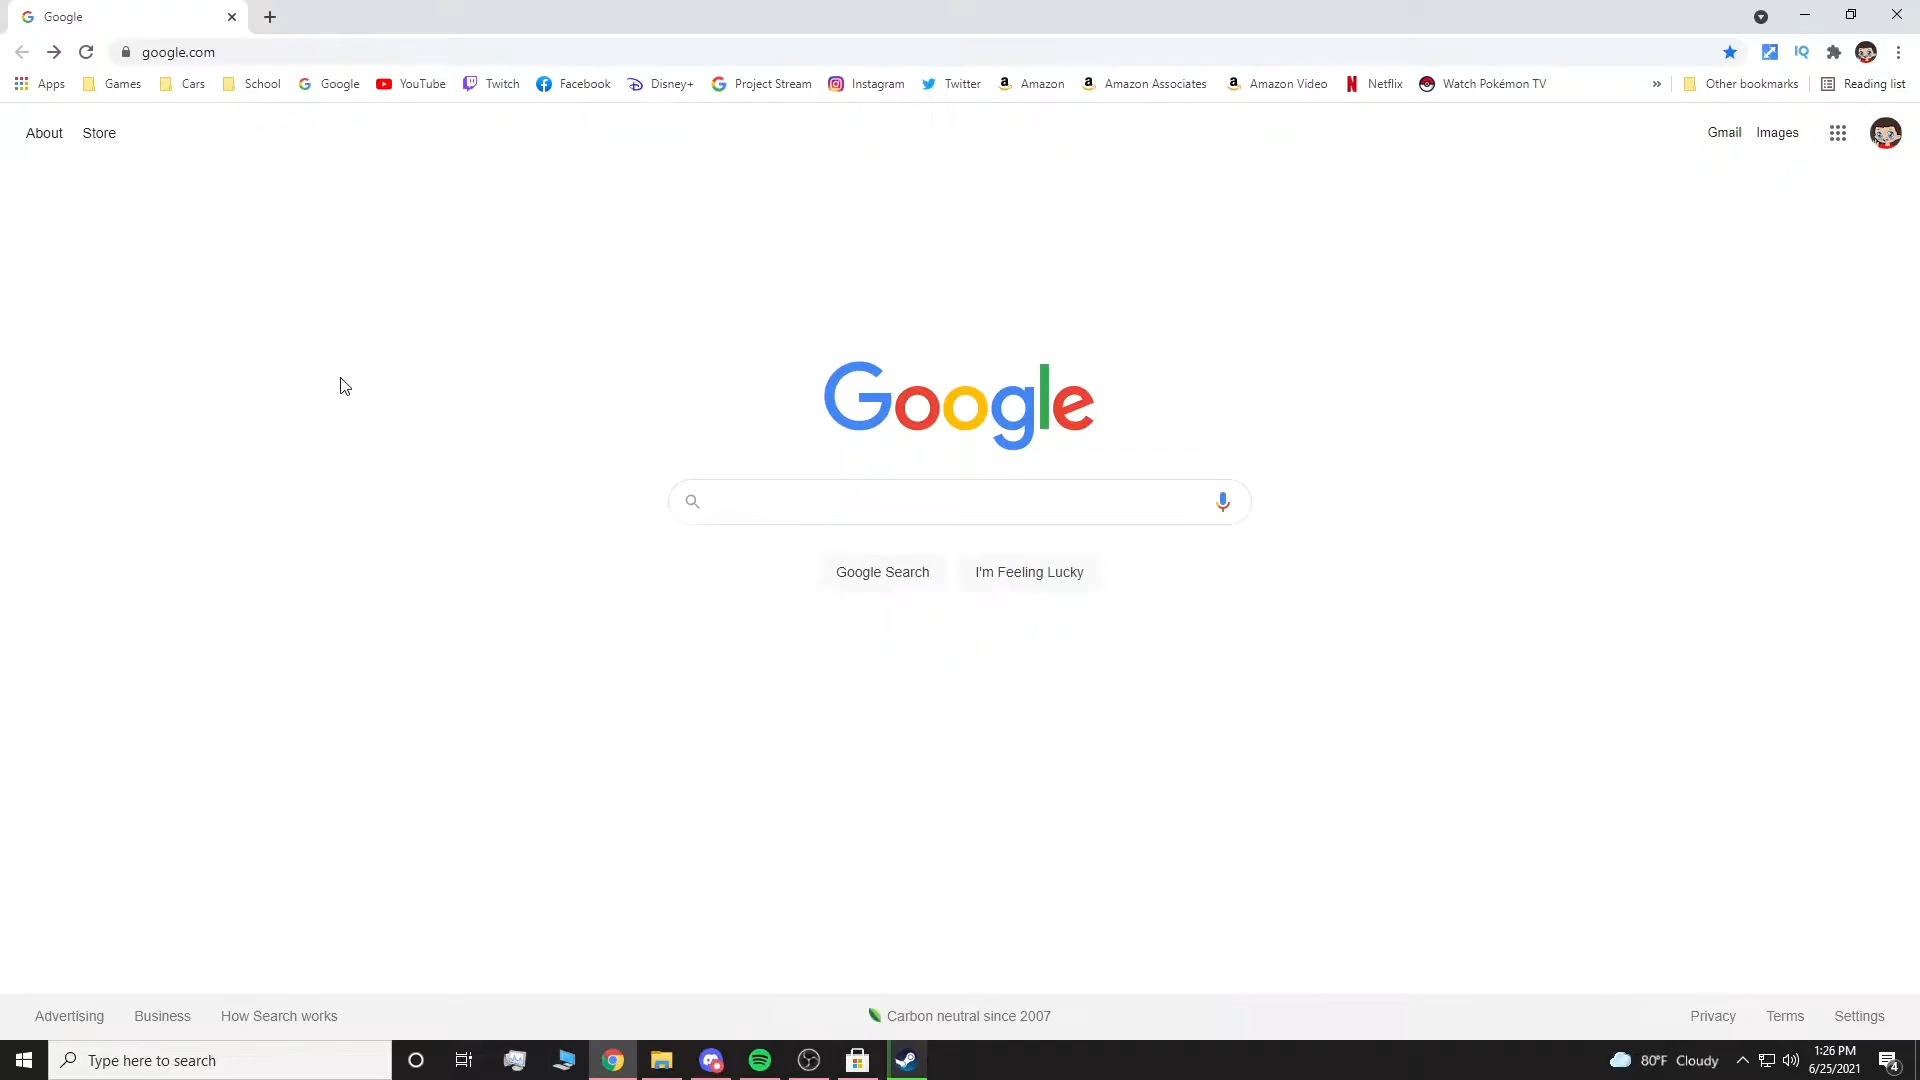 Google
google.com
Apps Games Cars School Google YouTube Twitch Facebook Disney+ Project Stream Instagram Twitter Amazon Amazon Associates Amazon Video Netflix Watch Pokémon TV » Other bookmarks Reading list
About Store Gmail Images
Google
Google Search I'm Feeling Lucky
Advertising Business How Search works Carbon neutral since 2007 Privacy Terms Settings
Type here to search 80°F Cloudy 1:26 PM
6/25/2021 4